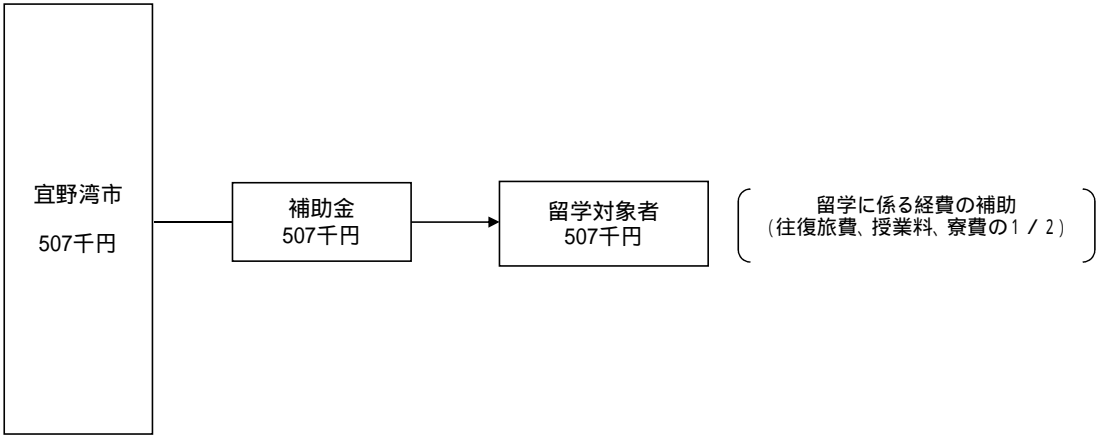 宜野湾市
507千円
補助金
507千円
留学対象者
507千円
留学に係る経費の補助
(往復旅費、授業料、寮費の1/2)